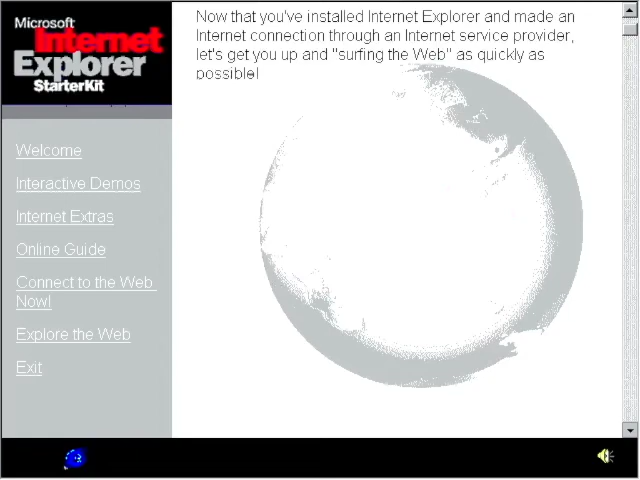 Microsoft
Internet
Explorer
StarterKit
Now that you've installed Internet Explorer and made an
Internet connection through an Internet service provider,
let's get you up and "surfing the Web" as quickly as
possible!
Welcome
Interactive Demos
Internet Extras
Online Guide
Connect to the Web
Now!
Explore the Web
Exit